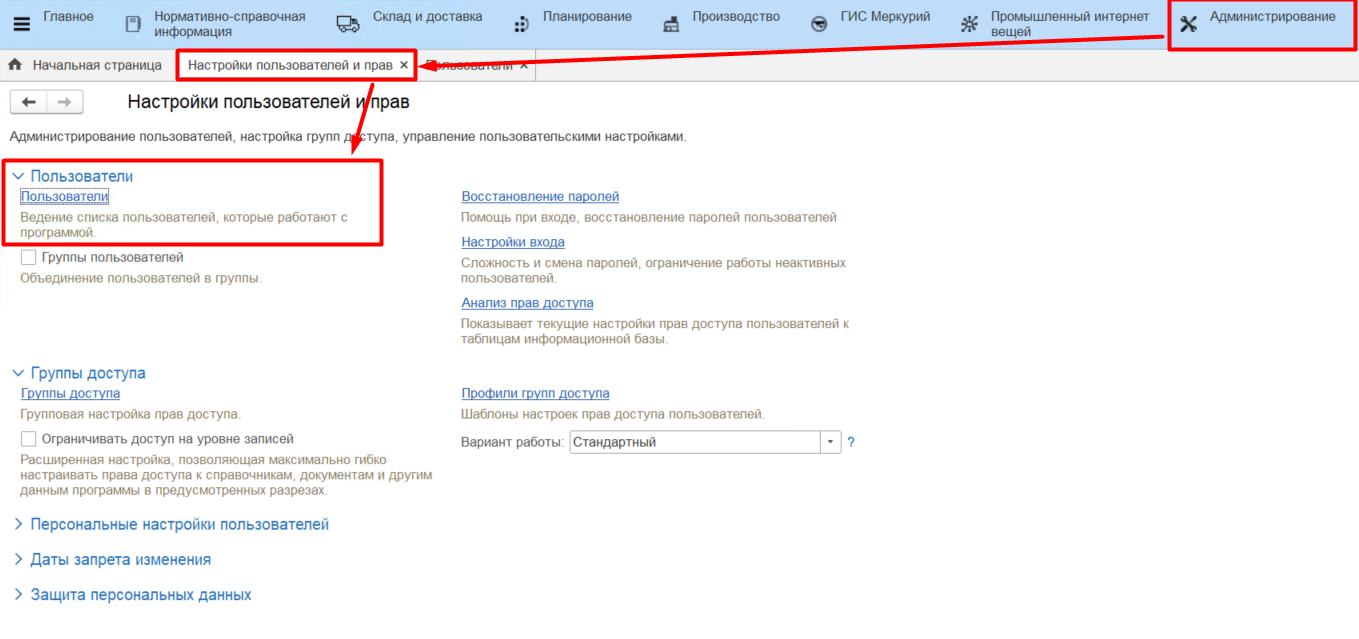 Главное
Нормативно-справочная
информация
Склад и доставка
Планирование
Производство
ГИС Меркурий
Промышленный интернет
вещей
Администрирование
Начальная страница
Настройки пользователей и прав ×
Пользователи ×
Настройки пользователей и прав
Администрирование пользователей, настройка групп доступа, управление пользовательскими настройками.
Пользователи
Пользователи
Ведение списка пользователей, которые работают с
программой.
Группы пользователей
Объединение пользователей в группы.
Восстановление паролей
Помощь при входе, восстановление паролей пользователей
Настройки входа
Сложность и смена паролей, ограничение работы неактивных
пользователей.
Анализ прав доступа
Показывает текущие настройки прав доступа пользователей к
таблицам информационной базы.
Группы доступа
Группы доступа
Групповая настройка прав доступа.
Ограничивать доступ на уровне записей
Расширенная настройка, позволяющая максимально гибко
настраивать права доступа к справочникам, документам и другим
данным программы в предусмотренных разрезах.
Профили групп доступа
Шаблоны настроек прав доступа пользователей.
Вариант работы: Стандартный ?
Персональные настройки пользователей
Даты запрета изменения
Защита персональных данных